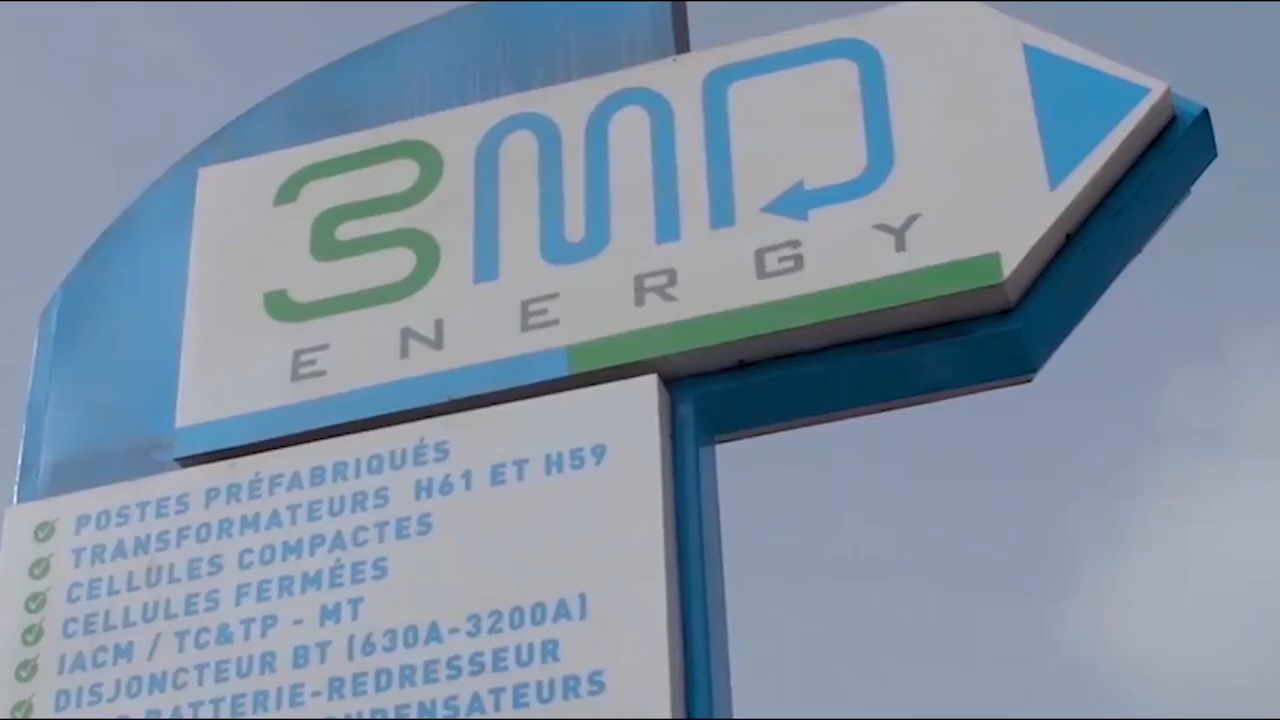 3MD
ENERGY
POSTES PRÉFABRIQUÉS
TRANSFORMATEURS H61 ET H59
CELLULES COMPACTES
CELLULES FERMÉES
IACM / TC&TP - MT
DISJONCTEUR BT (630A-3200A)
BATTERIE-REDRESSEUR